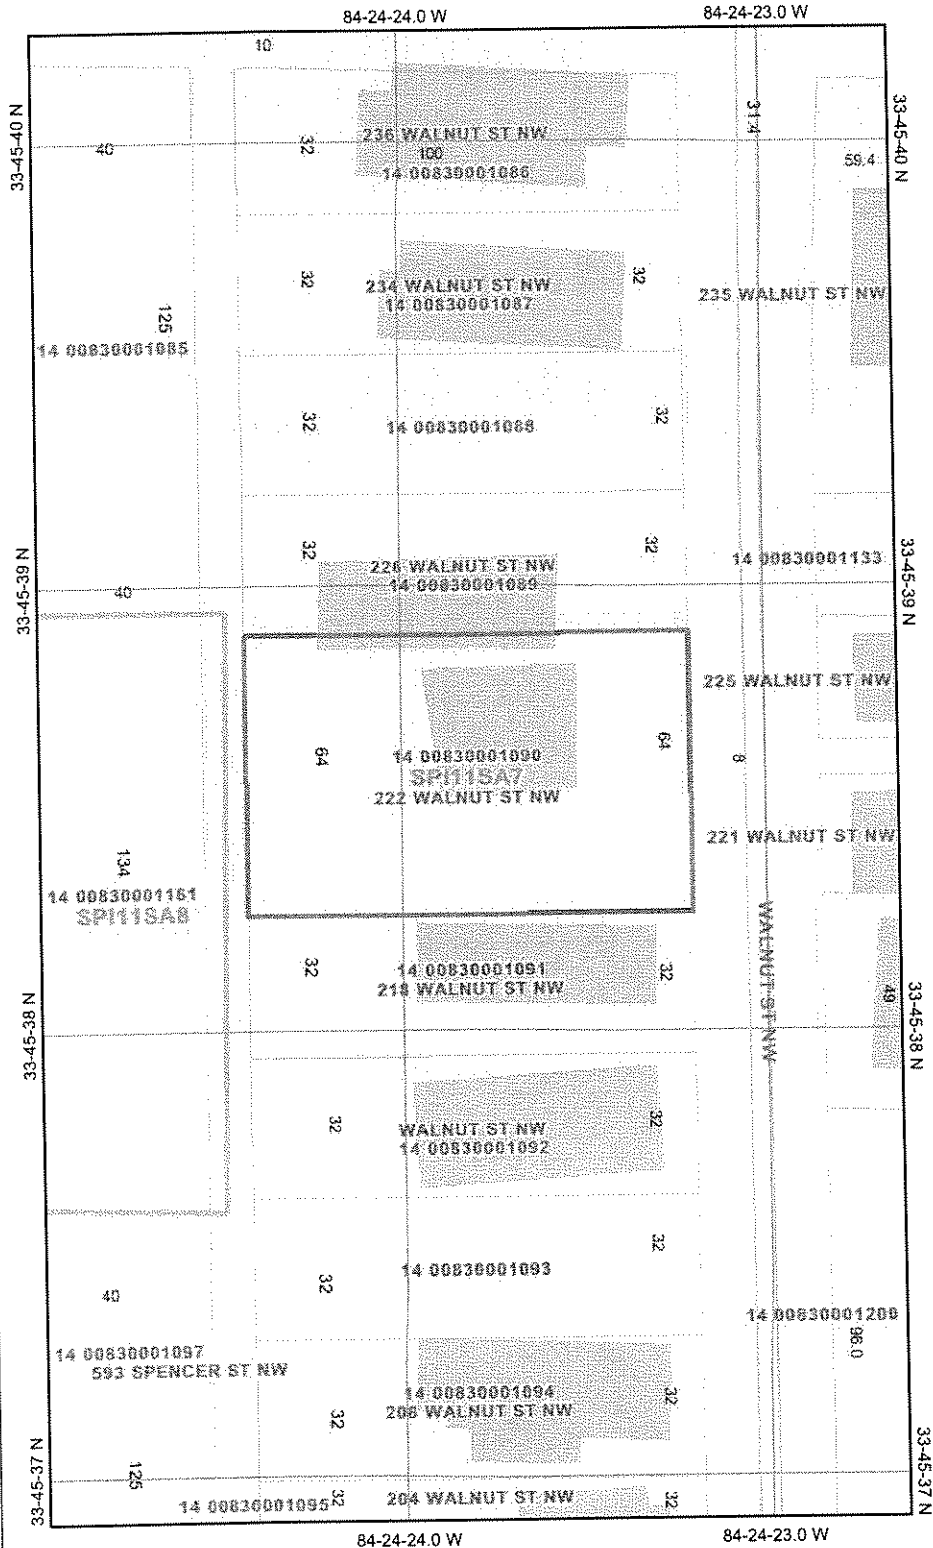 84-24-24.0 W
84-24-23.0 W
10
33-45-40 N
33-45-40 N
40
32
236 WALNUT ST NW
100
14 00830001086
31.4
59.4
32
234 WALNUT ST NW
14 00830001087
32
235 WALNUT ST NW
125
14 00830001085
32
14 00830001088
32
33-45-39 N
33-45-39 N
40
32
226 WALNUT ST NW
14 00830001089
32
14 00830001133
225 WALNUT ST NW
64
14 00830001090
SPI11SA7
222 WALNUT ST NW
64
8
221 WALNUT ST NW
134
14 00830001161
SPI11SA8
32
14 00830001091
218 WALNUT ST NW
32
WALNUT ST NW
49
33-45-38 N
33-45-38 N
32
WALNUT ST NW
14 00830001092
32
32
14 00830001093
32
40
14 00830001200
96.0
14 00830001097
593 SPENCER ST NW
32
14 00830001094
208 WALNUT ST NW
32
33-45-37 N
33-45-37 N
125
14 00830001095
32
204 WALNUT ST NW
32
84-24-24.0 W
84-24-23.0 W